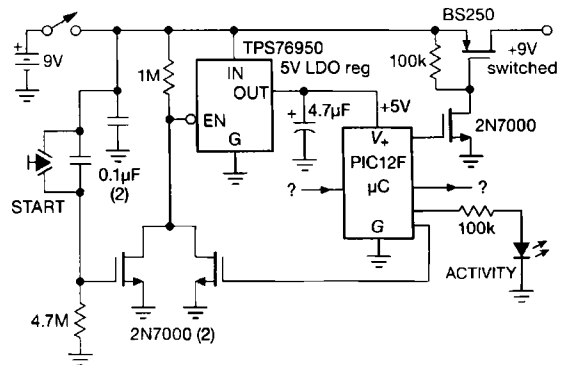 BS250
TPS76950
5V LDO reg
9V
1M
IN
OUT
EN
G
100k
+9V
switched
4.7µF
+5V
2N7000
V+
PIC12F
µC
G
?
?
0.1µF
(2)
START
100k
ACTIVITY
4.7M
2N7000 (2)